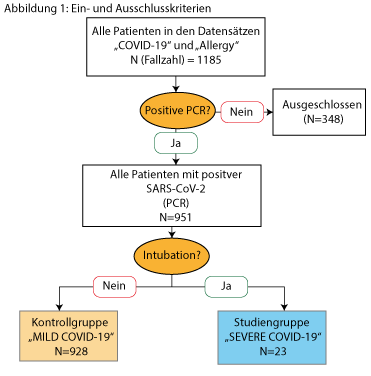 Abbildung 1: Ein- und Ausschlusskriterien
Alle Patienten in den Datensätzen
„COVID-19“ und „Allergy“
N (Fallzahl) = 1185
Positive PCR?
Nein
Ausgeschlossen
(N=348)
Ja
Alle Patienten mit positver
SARS-CoV-2
(PCR)
N=951
Intubation?
Nein
Ja
Kontrollgruppe
„MILD COVID-19“
N=928
Studiengruppe
„SEVERE COVID-19“
N=23